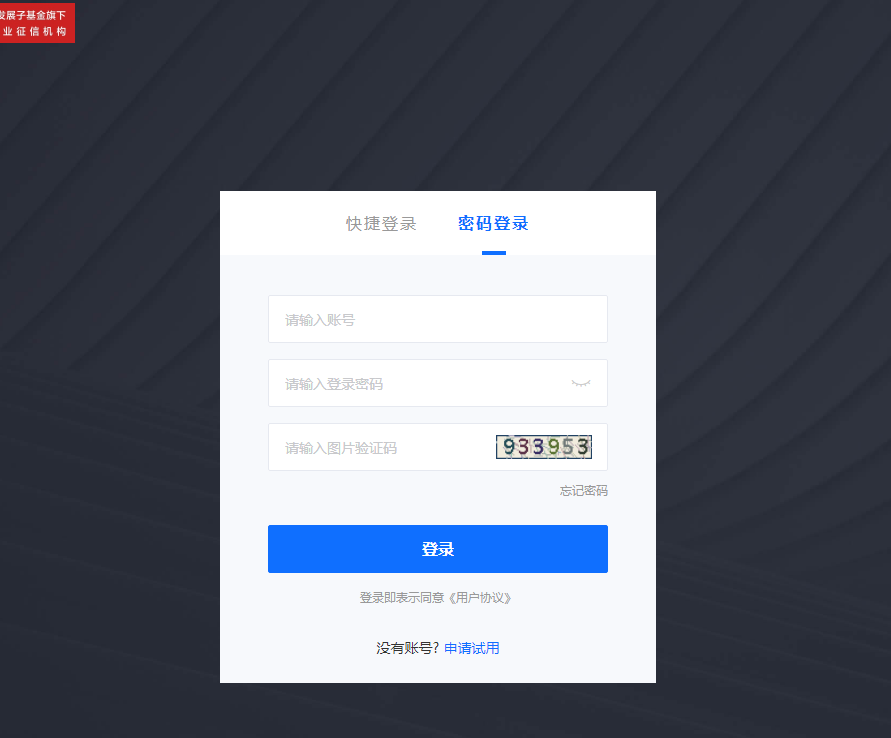 发展子基金旗下
业征信机构
快捷登录 密码登录
请输入账号
请输入登录密码
请输入图片验证码 933953
忘记密码
登录
登录即表示同意《用户协议》
没有账号? 申请试用